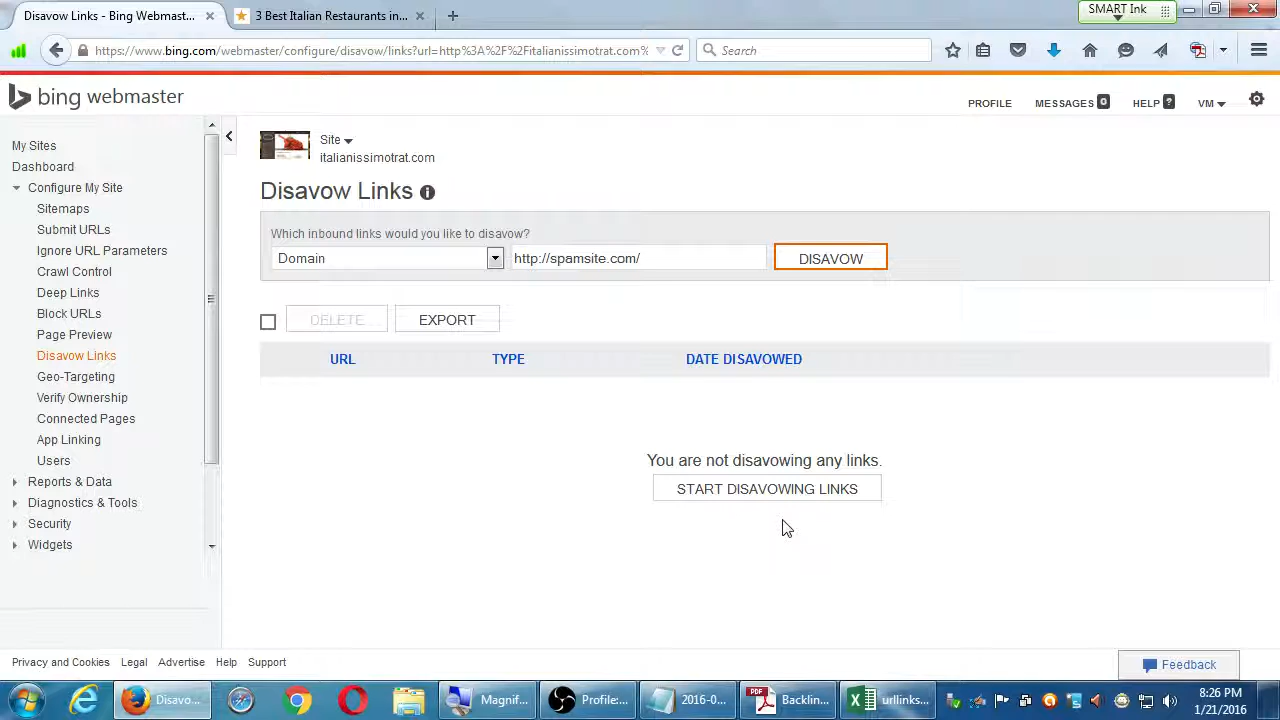 Disavow Links - Bing Webmast...
3 Best Italian Restaurants in...
SMART Ink
https://www.bing.com/webmaster/configure/disavow/links?url=http%3A%2F%2Fitalianissimotrat.com%
Search
bing webmaster
PROFILE
MESSAGES 0
HELP ?
VM
My Sites
Dashboard
Configure My Site
Sitemaps
Submit URLs
Ignore URL Parameters
Crawl Control
Deep Links
Block URLs
Page Preview
Disavow Links
Geo-Targeting
Verify Ownership
Connected Pages
App Linking
Users
Reports & Data
Diagnostics & Tools
Security
Widgets
Site
italianissimotrat.com
Disavow Links
Which inbound links would you like to disavow?
Domain
http://spamsite.com/
DISAVOW
DELETE
EXPORT
URL
TYPE
DATE DISAVOWED
You are not disavowing any links.
START DISAVOWING LINKS
Privacy and Cookies
Legal
Advertise
Help
Support
Feedback
Disavo...
Magnif...
Profile:...
2016-0...
PDF
Backlin...
urllinks...
8:26 PM
1/21/2016